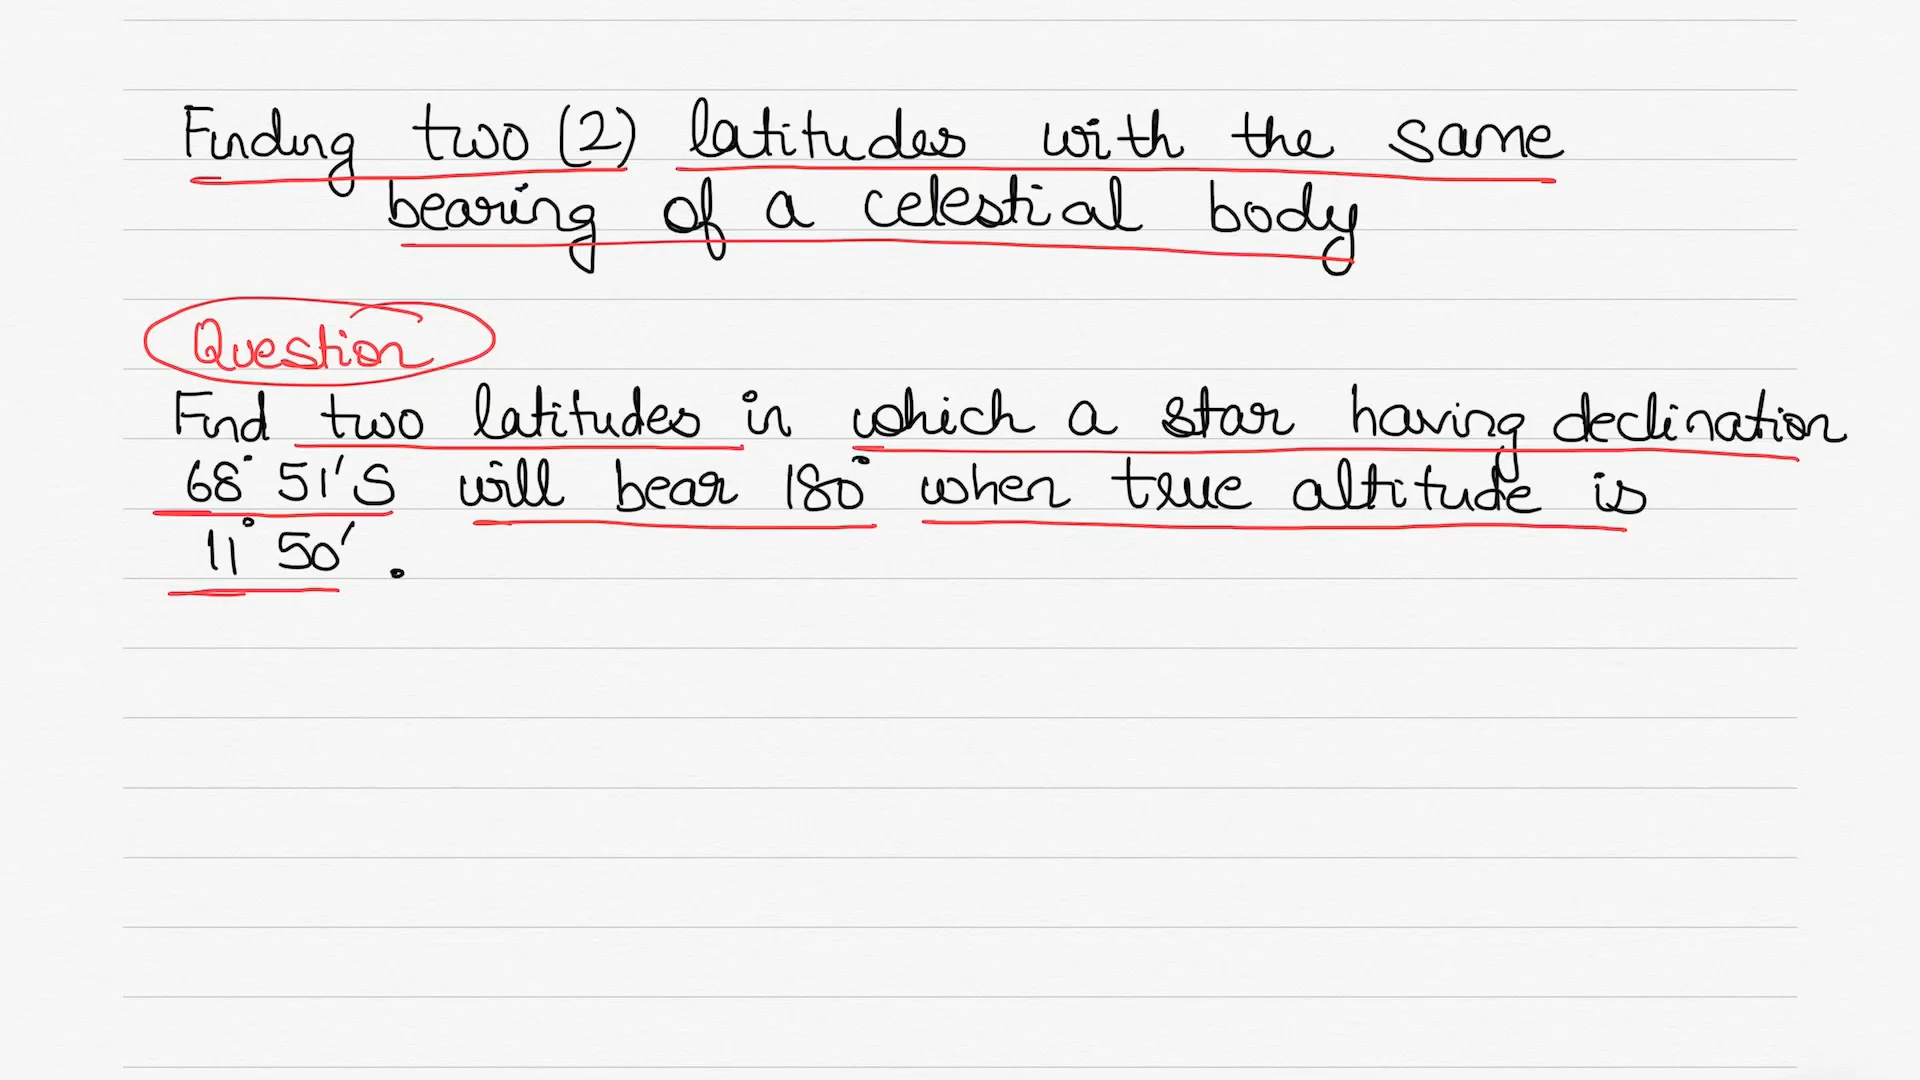 Finding two (2) latitudes with the same
bearing of a celestial body
Question
Find two latitudes in which a star having declination
68° 51' S will bear 180° when true altitude is
11° 50' .